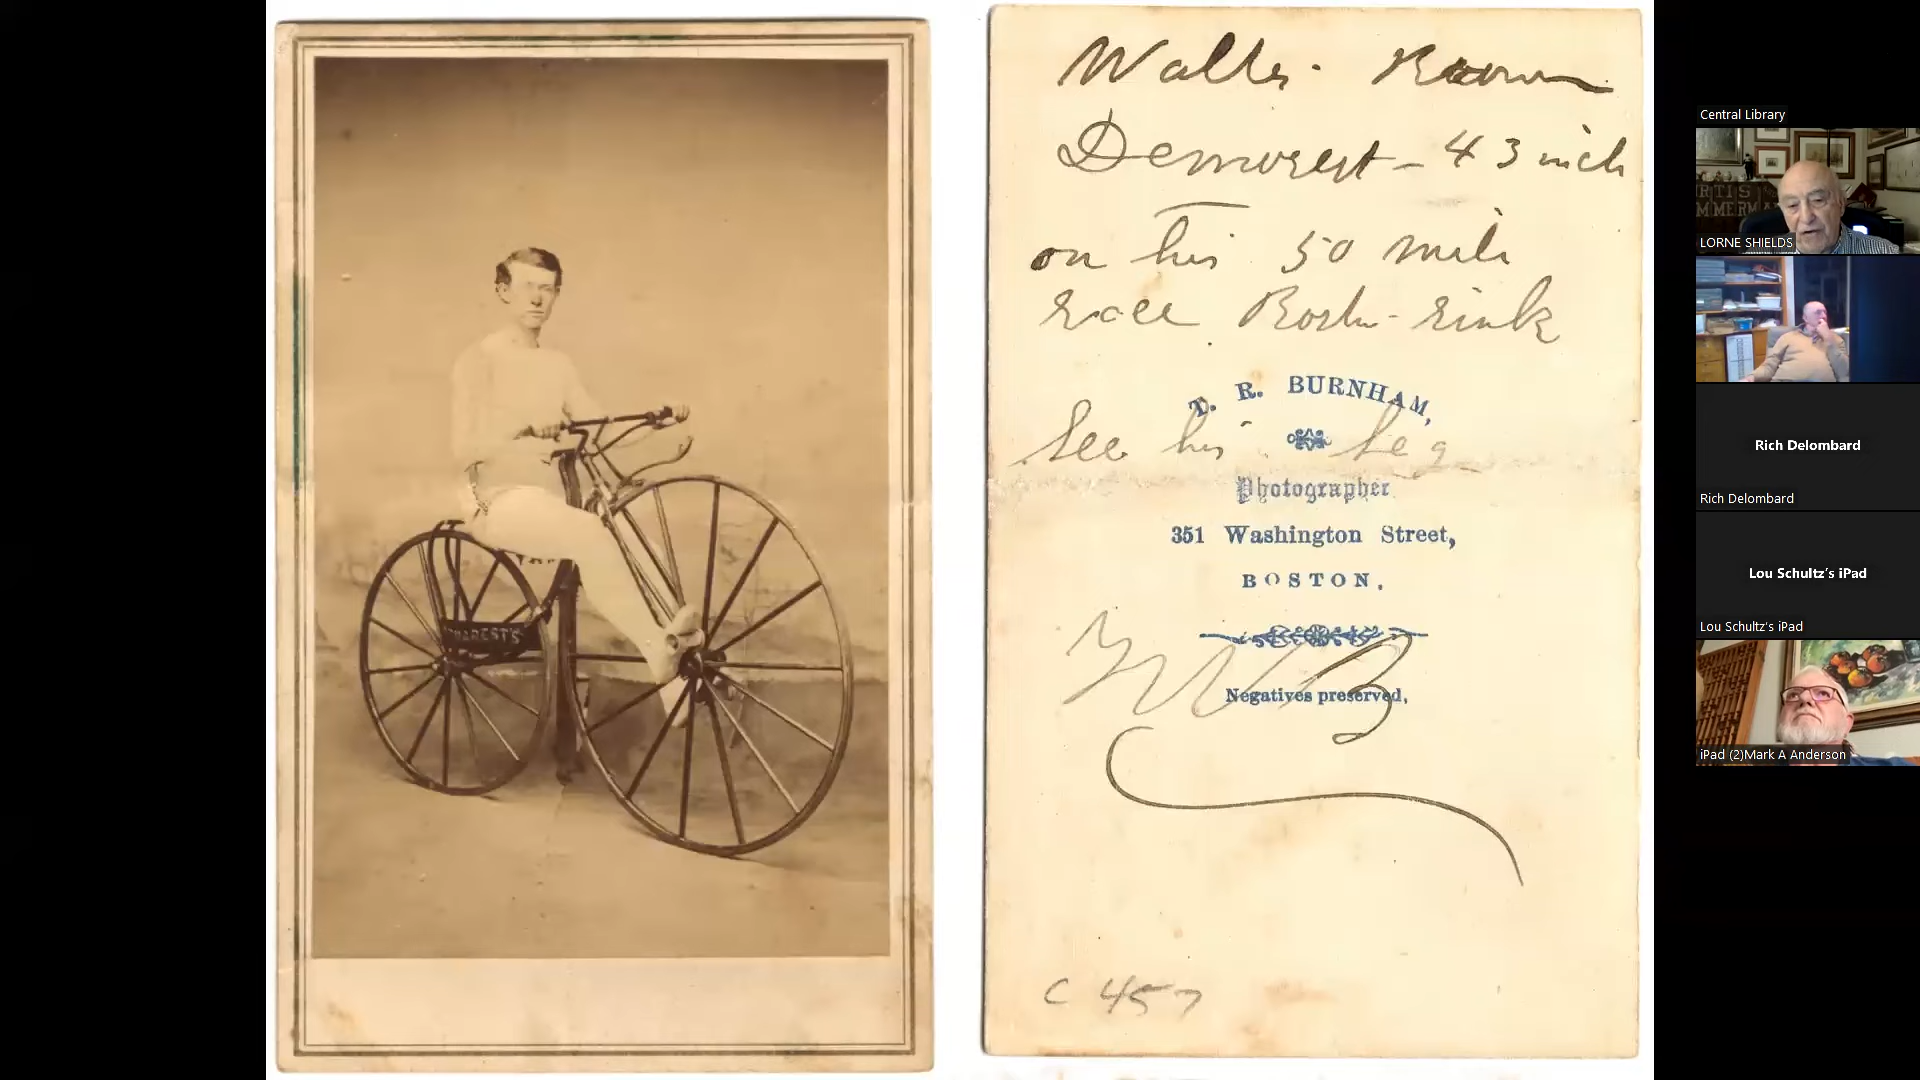 Walter Brown
Demorest - 43 inch
on his 50 mile
race Boston rink
T. R. BURNHAM,
See his leg
Photographer
351 Washington Street,
BOSTON.
Negatives preserved,
C 457
MAREST'S
Central Library
LORNE SHIELDS
Rich Delombard
Rich Delombard
Lou Schultz's iPad
Lou Schultz's iPad
iPad (2)Mark A Anderson